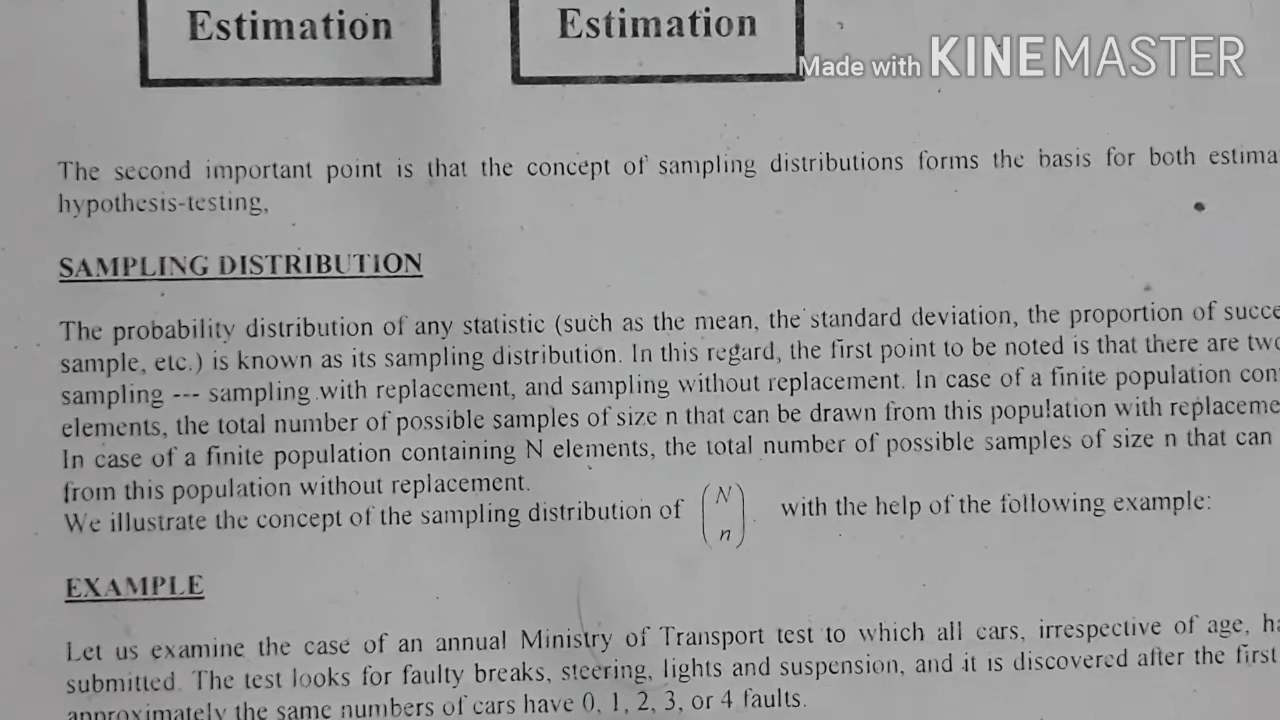 Estimation Estimation
Made with KINEMASTER
The second important point is that the concept of sampling distributions forms the basis for both estima
hypothesis-testing.
SAMPLING DISTRIBUTION
The probability distribution of any statistic (such as the mean, the standard deviation, the proportion of succe
sample, etc.) is known as its sampling distribution. In this regard, the first point to be noted is that there are two
sampling --- sampling with replacement, and sampling without replacement. In case of a finite population con
elements, the total number of possible samples of size n that can be drawn from this population with replaceme
In case of a finite population containing N elements, the total number of possible samples of size n that can
from this population without replacement.
We illustrate the concept of the sampling distribution of (N n) with the help of the following example:
EXAMPLE
Let us examine the case of an annual Ministry of Transport test to which all cars, irrespective of age, ha
submitted. The test looks for faulty breaks, steering, lights and suspension, and it is discovered after the first
approximately the same numbers of cars have 0, 1, 2, 3, or 4 faults.